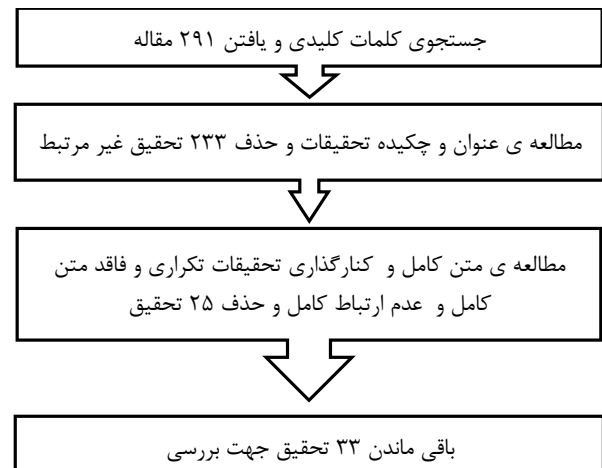 جستجوی کلمات کلیدی و یافتن ۲۹۱ مقاله
مطالعه ی عنوان و چکیده تحقیقات و حذف ۲۳۳ تحقیق غیر مرتبط
مطالعه ی متن کامل و کنارگذاری تحقیقات تکراری و فاقد متن
کامل و عدم ارتباط کامل و حذف ۲۵ تحقیق
باقی ماندن ۳۳ تحقیق جهت بررسی